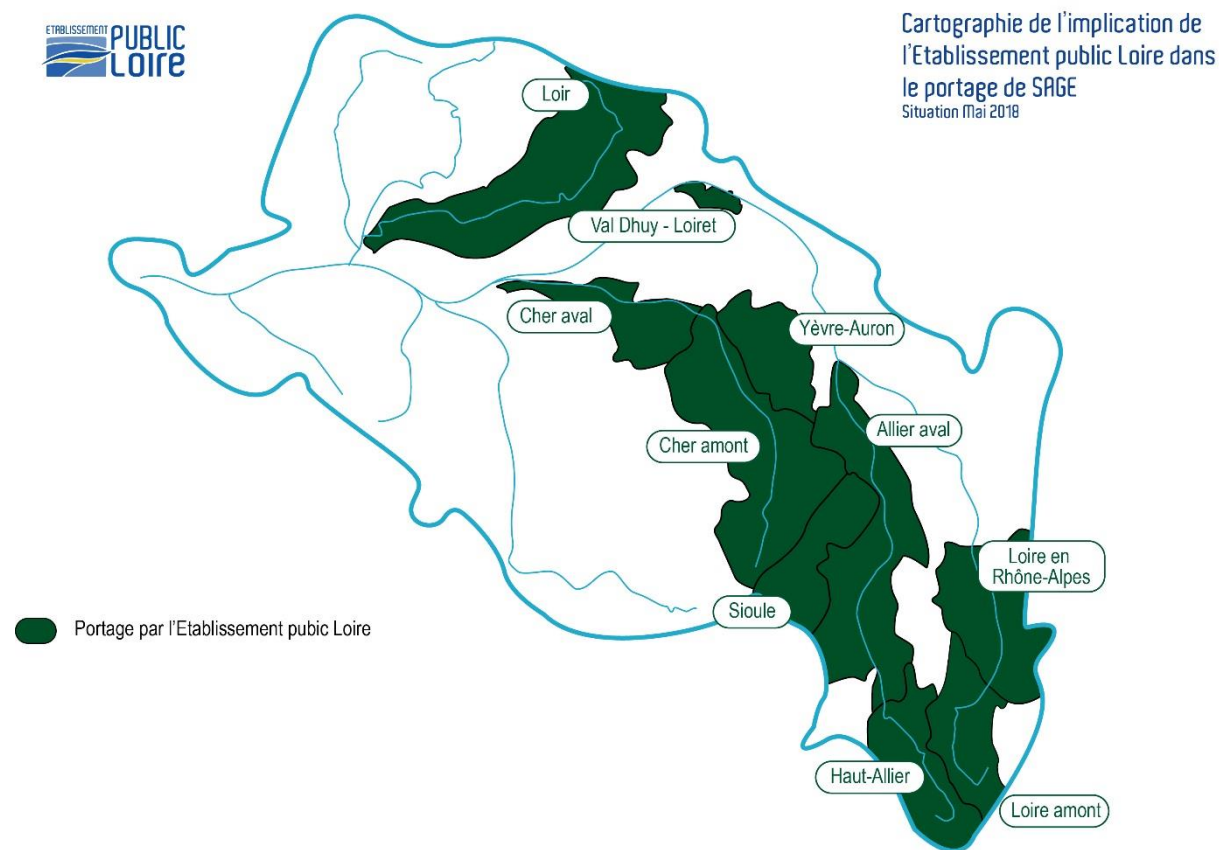 ETABLISSEMENT
PUBLIC
LOIRE
Cartographie de l'implication de
l'Etablissement public Loire dans
le portage de SAGE
Situation Mai 2018
Loir
Val Dhuy - Loiret
Cher aval
Yèvre-Auron
Cher amont
Allier aval
Loire en
Rhône-Alpes
Sioule
Portage par l'Etablissement pubic Loire
Haut-Allier
Loire amont